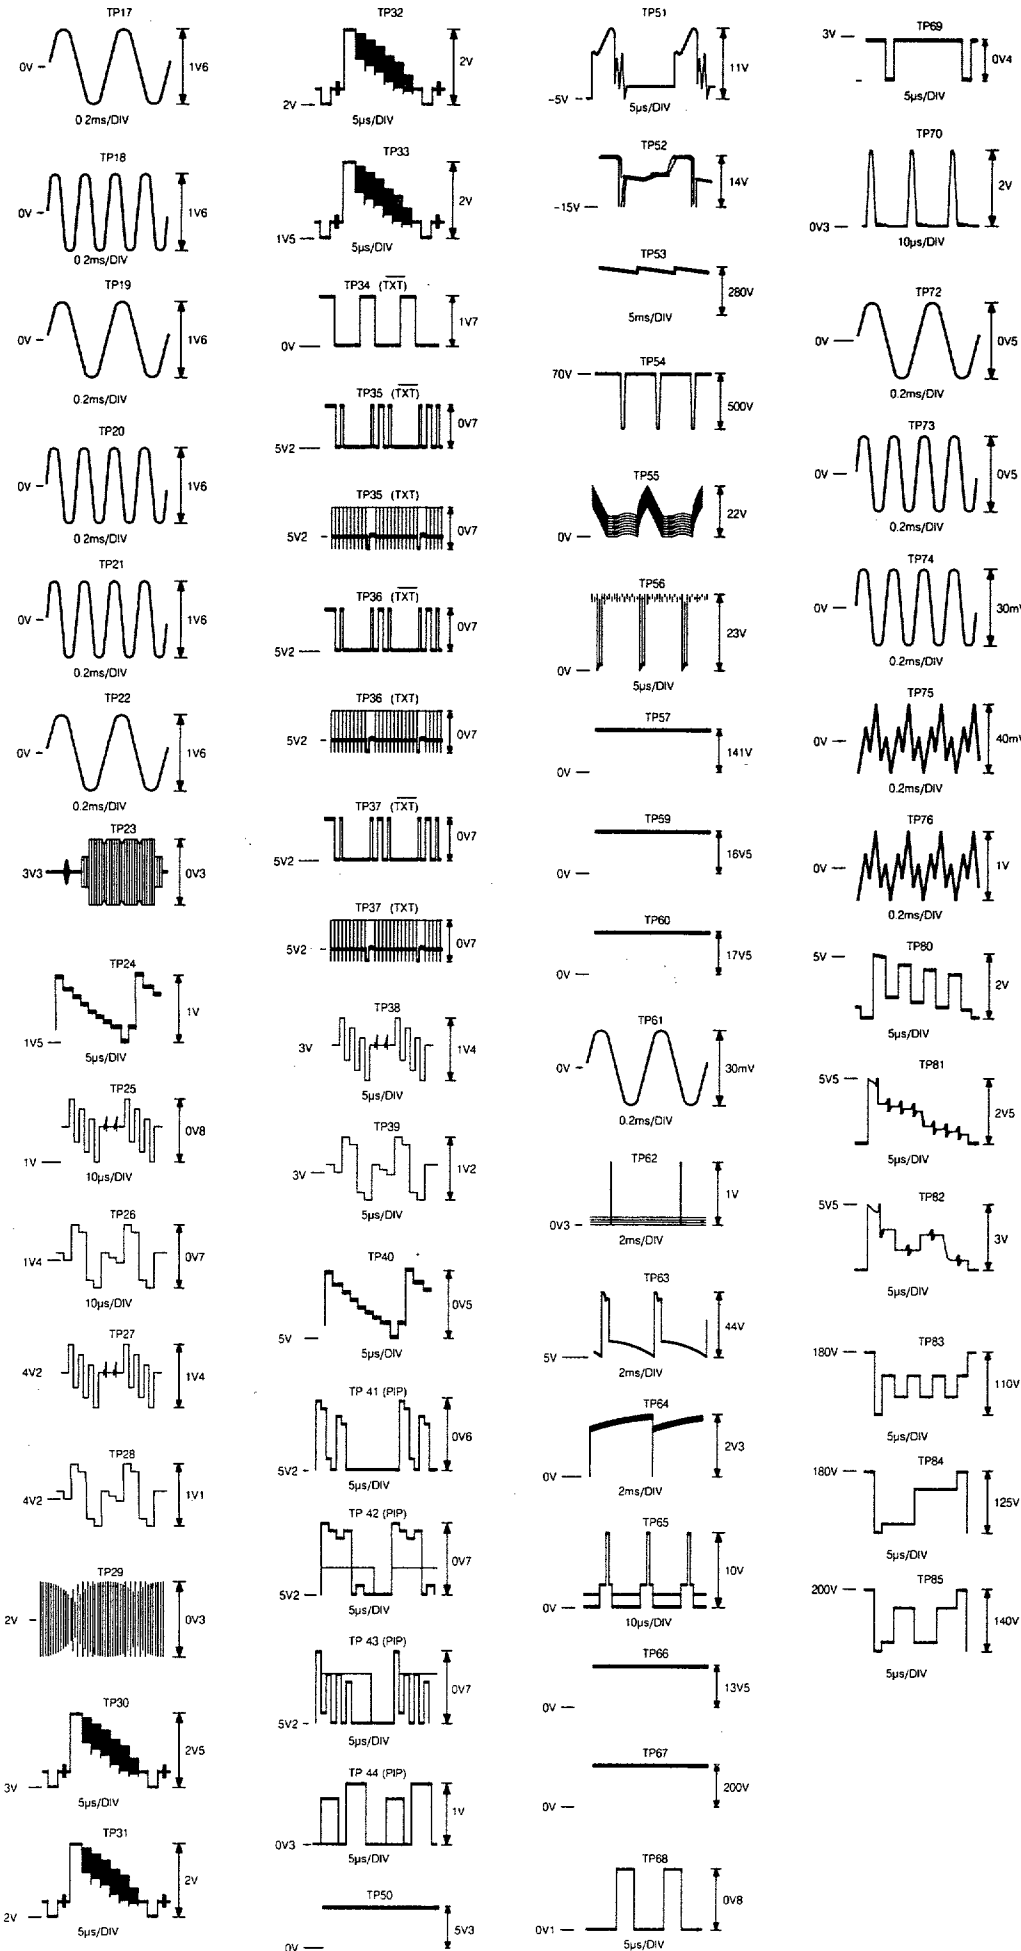 TP17
0V
1V6
0.2ms/DIV
TP18
0V
1V6
0.2ms/DIV
TP19
0V
1V6
0.2ms/DIV
TP20
0V
1V6
0.2ms/DIV
TP21
0V
1V6
0.2ms/DIV
TP22
0V
1V6
0.2ms/DIV
TP23
3V3
0V3
TP24
1V5
1V
5µs/DIV
TP25
1V
0V8
10µs/DIV
TP26
1V4
0V7
10µs/DIV
TP27
4V2
1V4
TP28
4V2
1V1
TP29
2V
0V3
TP30
3V
2V5
5µs/DIV
TP31
2V
2V
5µs/DIV
TP32
2V
2V
5µs/DIV
TP33
1V5
2V
5µs/DIV
TP34 (TXT)
0V
1V7
TP35 (TXT)
5V2
0V7
TP35 (TXT)
5V2
0V7
TP36 (TXT)
5V2
0V7
TP36 (TXT)
5V2
0V7
TP37 (TXT)
5V2
0V7
TP37 (TXT)
5V2
0V7
TP38
3V
1V4
5µs/DIV
TP39
3V
1V2
5µs/DIV
TP40
5V
0V5
5µs/DIV
TP 41 (PIP)
5V2
0V6
5µs/DIV
TP 42 (PIP)
5V2
0V7
5µs/DIV
TP 43 (PIP)
5V2
0V7
5µs/DIV
TP 44 (PIP)
0V3
1V
5µs/DIV
TP50
0V
5V3
TP51
-5V
11V
5µs/DIV
TP52
-15V
14V
TP53
280V
5ms/DIV
TP54
70V
500V
TP55
0V
22V
TP56
0V
23V
5µs/DIV
TP57
0V
141V
TP59
0V
16V5
TP60
0V
17V5
TP61
0V
30mV
0.2ms/DIV
TP62
0V3
1V
2ms/DIV
TP63
5V
44V
2ms/DIV
TP64
0V
2V3
2ms/DIV
TP65
0V
10V
10µs/DIV
TP66
0V
13V5
TP67
0V
200V
TP68
0V1
0V8
5µs/DIV
TP69
3V
0V4
5µs/DIV
TP70
0V3
2V
10µs/DIV
TP72
0V
0V5
0.2ms/DIV
TP73
0V
0V5
0.2ms/DIV
TP74
0V
30mV
0.2ms/DIV
TP75
0V
40mV
0.2ms/DIV
TP76
0V
1V
0.2ms/DIV
TP80
5V
2V
5µs/DIV
TP81
5V5
2V5
5µs/DIV
TP82
5V5
3V
5µs/DIV
TP83
180V
110V
5µs/DIV
TP84
180V
125V
5µs/DIV
TP85
200V
140V
5µs/DIV